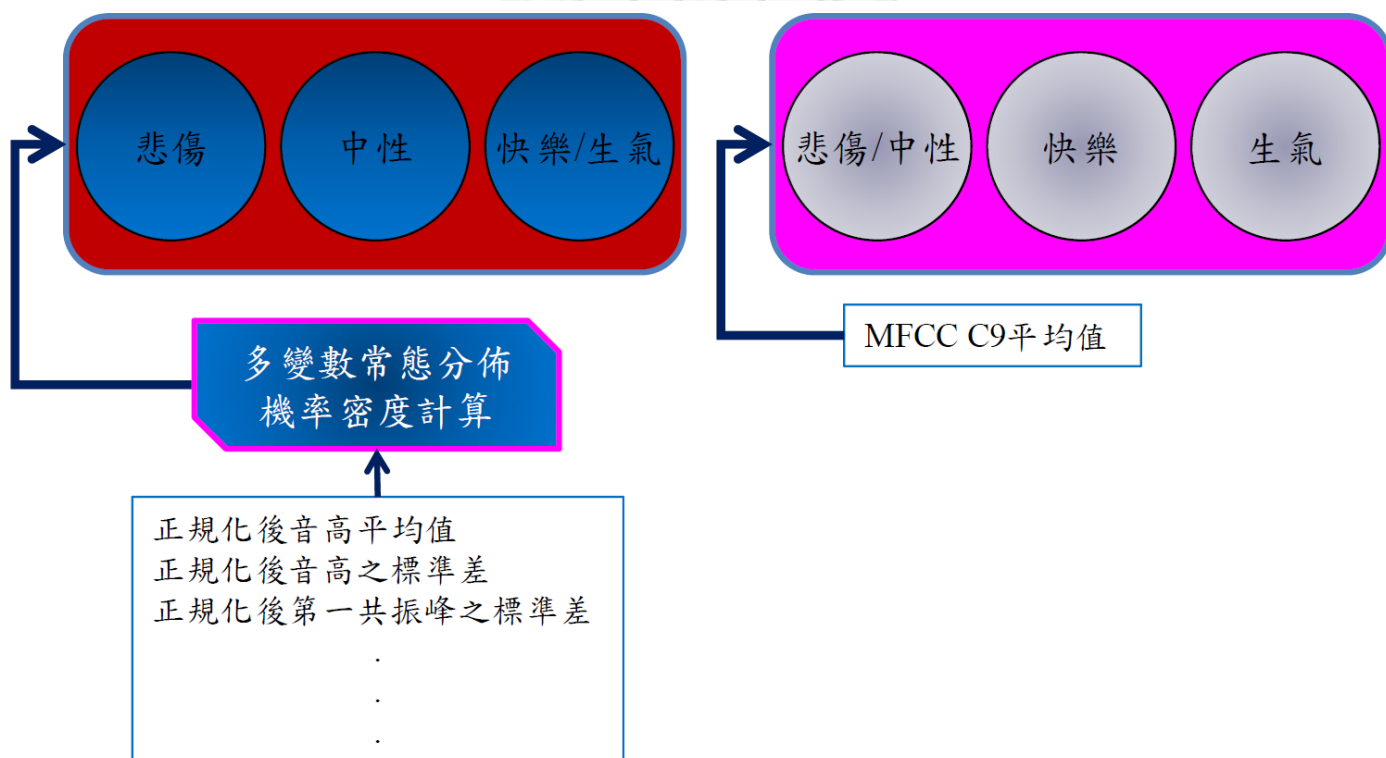 悲傷
中性
快樂/生氣
悲傷/中性
快樂
生氣
MFCC C9平均值
多變數常態分佈
機率密度計算
正規化後音高平均值
正規化後音高之標準差
正規化後第一共振峰之標準差
.
.
.